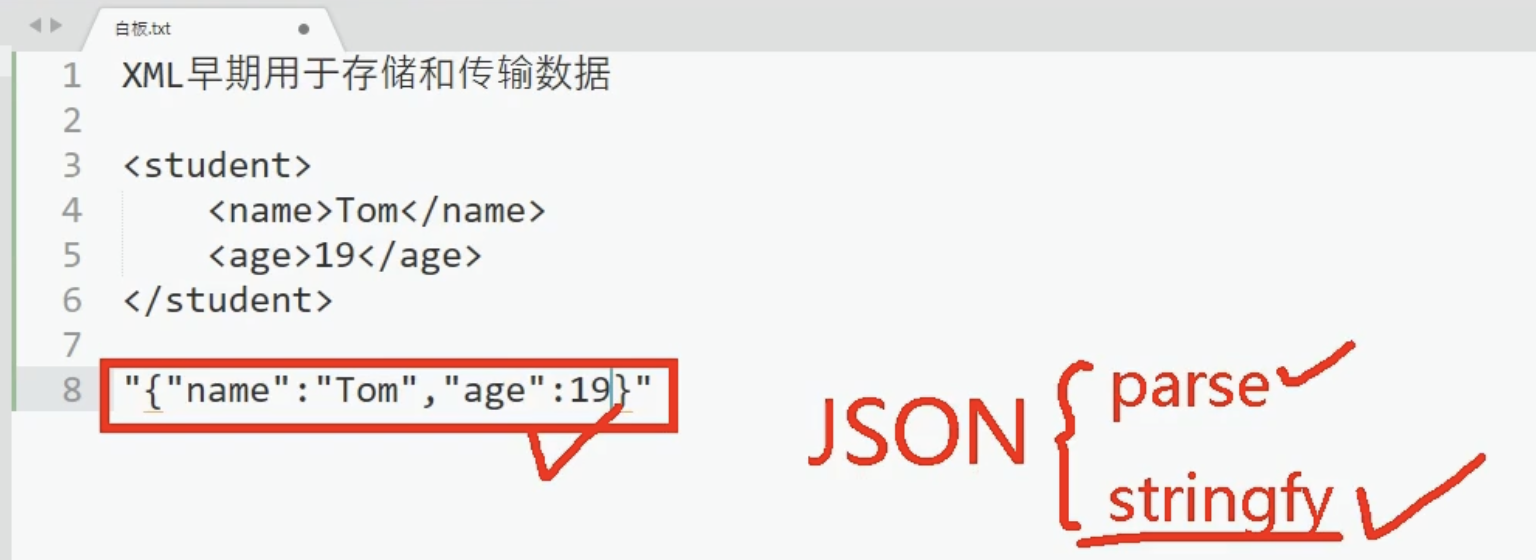 白板.txt
1 XML早期用于存储和传输数据
2
3 <student>
4     <name>Tom</name>
5     <age>19</age>
6 </student>
7
8 "{"name":"Tom","age":19}"
JSON
parse
stringfy